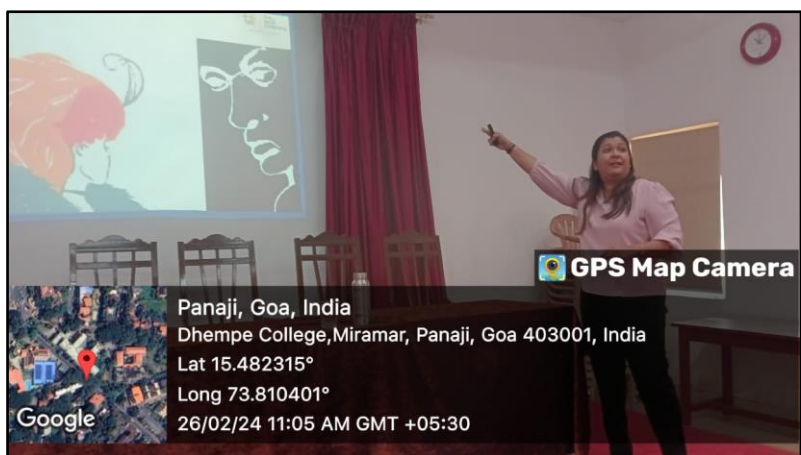 GPS Map Camera
Panaji, Goa, India
Dhempe College,Miramar, Panaji, Goa 403001, India
Lat 15.482315°
Long 73.810401°
26/02/24 11:05 AM GMT +05:30
Google